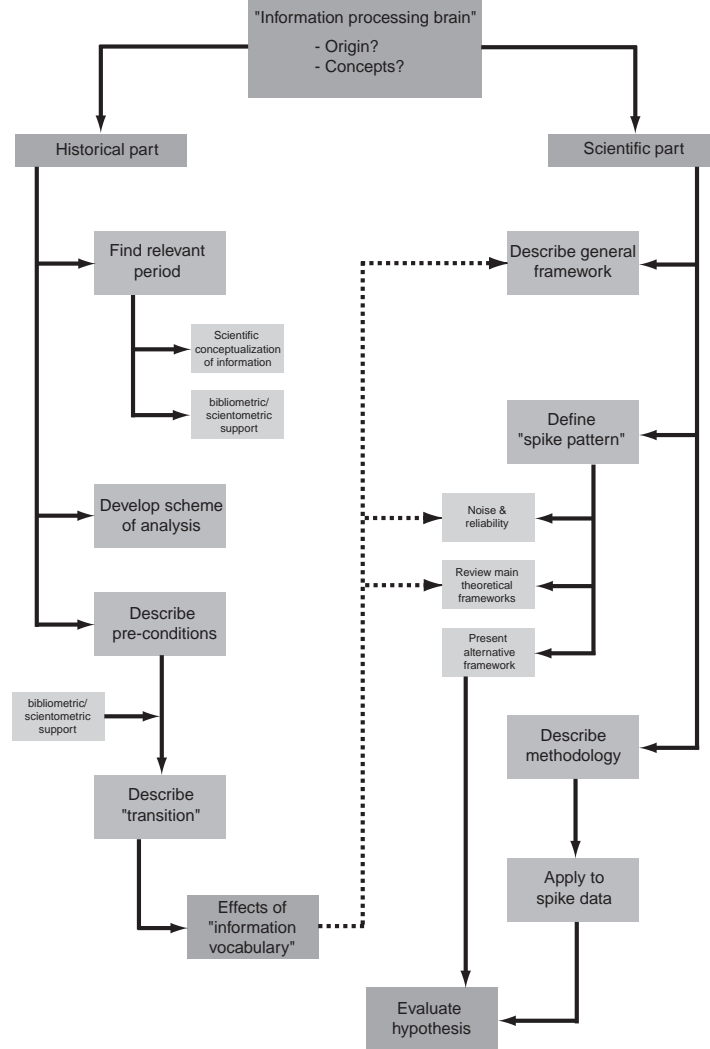 "Information processing brain"
- Origin?
- Concepts?
Historical part
Scientific part
Find relevant
period
Scientific
conceptualization
of information
bibliometric/
scientometric
support
Develop scheme
of analysis
Describe
pre-conditions
bibliometric/
scientometric
support
Describe
"transition"
Effects of
"information
vocabulary"
Describe general
framework
Define
"spike pattern"
Noise &
reliability
Review main
theoretical
frameworks
Present
alternative
framework
Describe
methodology
Apply to
spike data
Evaluate
hypothesis